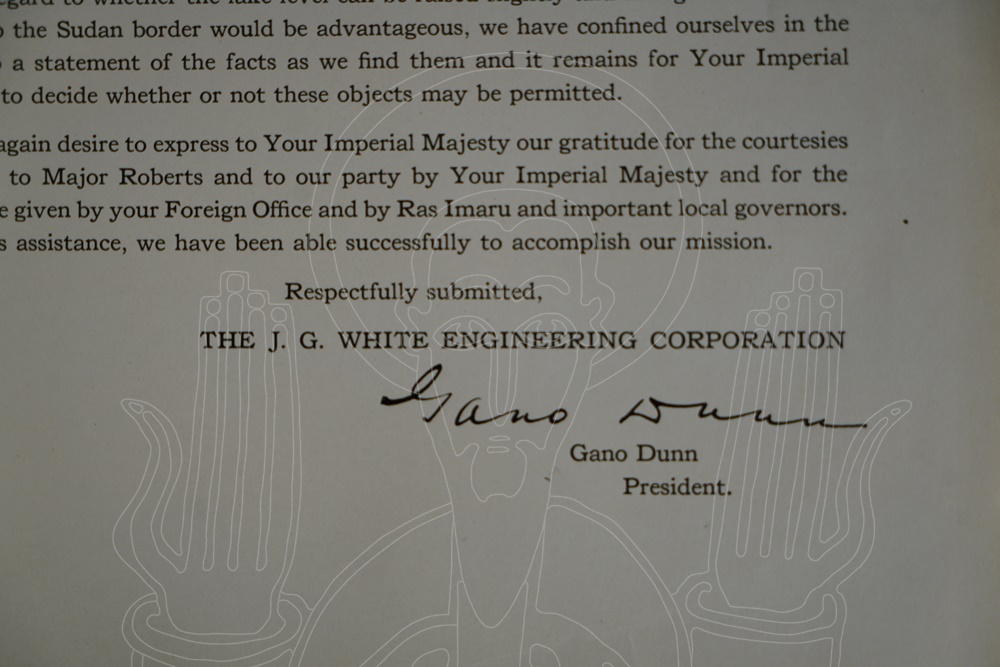 the Sudan border would be advantageous, we have confined ourselves in the
a statement of the facts as we find them and it remains for Your Imperial
to decide whether or not these objects may be permitted.
again desire to express to Your Imperial Majesty our gratitude for the courtesies
to Major Roberts and to our party by Your Imperial Majesty and for the
given by your Foreign Office and by Ras Imaru and important local governors.
assistance, we have been able successfully to accomplish our mission.
Respectfully submitted,
THE J. G. WHITE ENGINEERING CORPORATION
Gano Dunn
Gano Dunn
President.